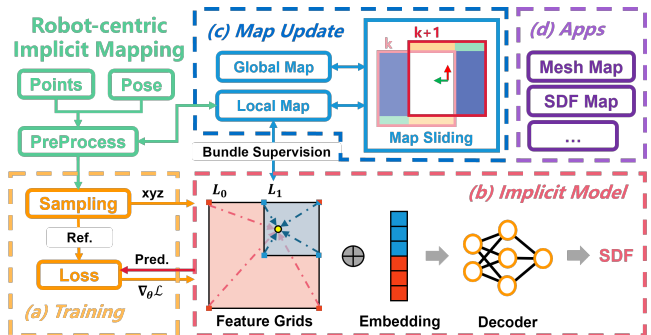 Robot-centric
Implicit Mapping
Points
Pose
PreProcess
(c) Map Update
Global Map
Local Map
k
k+1
Map Sliding
Bundle Supervision
(d) Apps
Mesh Map
SDF Map
...
Sampling
xyz
Ref.
Loss
Pred.
∇θℒ
(a) Training
L0
L1
(b) Implicit Model
SDF
Feature Grids
Embedding
Decoder